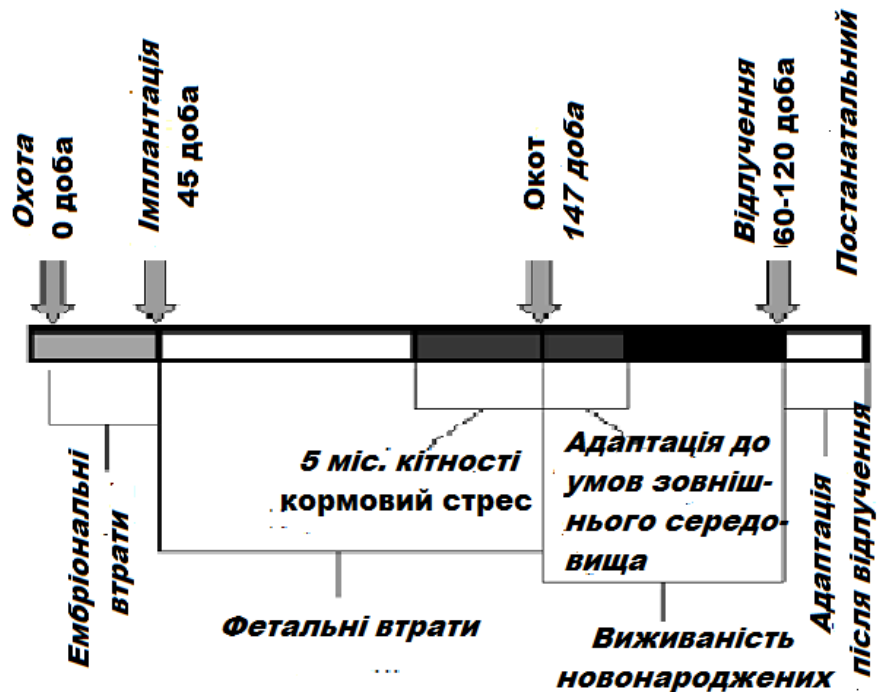 Охота
0 доба
Імплантація
45 доба
Окот
147 доба
Відлучення
60-120 доба
Постанатальний
Ембріональні
втрати
5 міс. кітності
кормовий стрес
Адаптація до
умов зовніш-
нього середо-
вища
Адаптація
після відлучення
Фетальні втрати
...
Виживаність
новонароджених